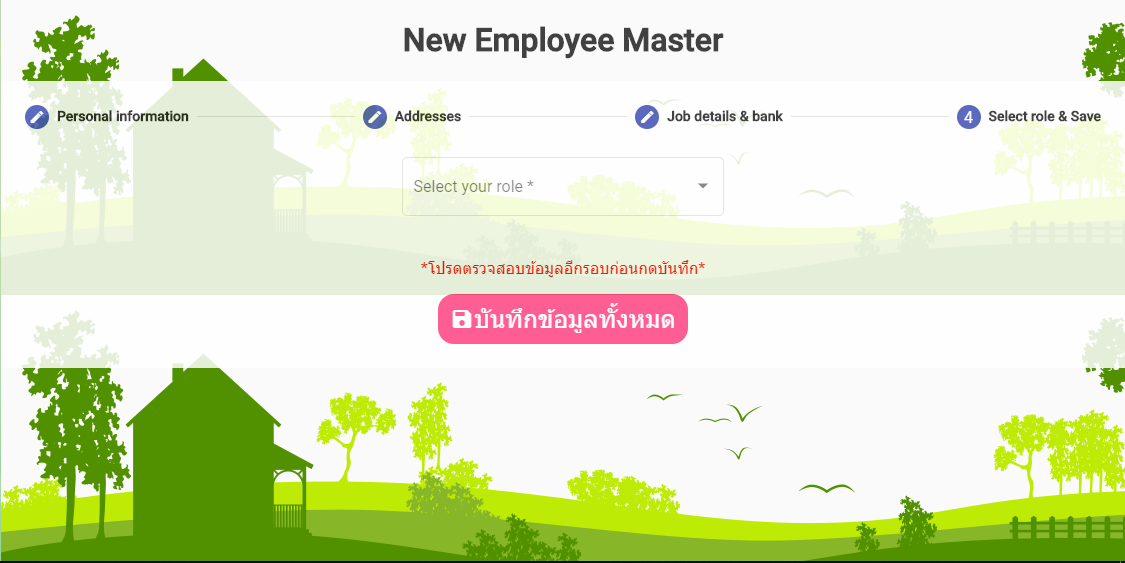 New Employee Master
Personal information
Addresses
Job details & bank
4 Select role & Save
Select your role *
*โปรดตรวจสอบข้อมูลอีกรอบก่อนกดบันทึก*
บันทึกข้อมูลทั้งหมด